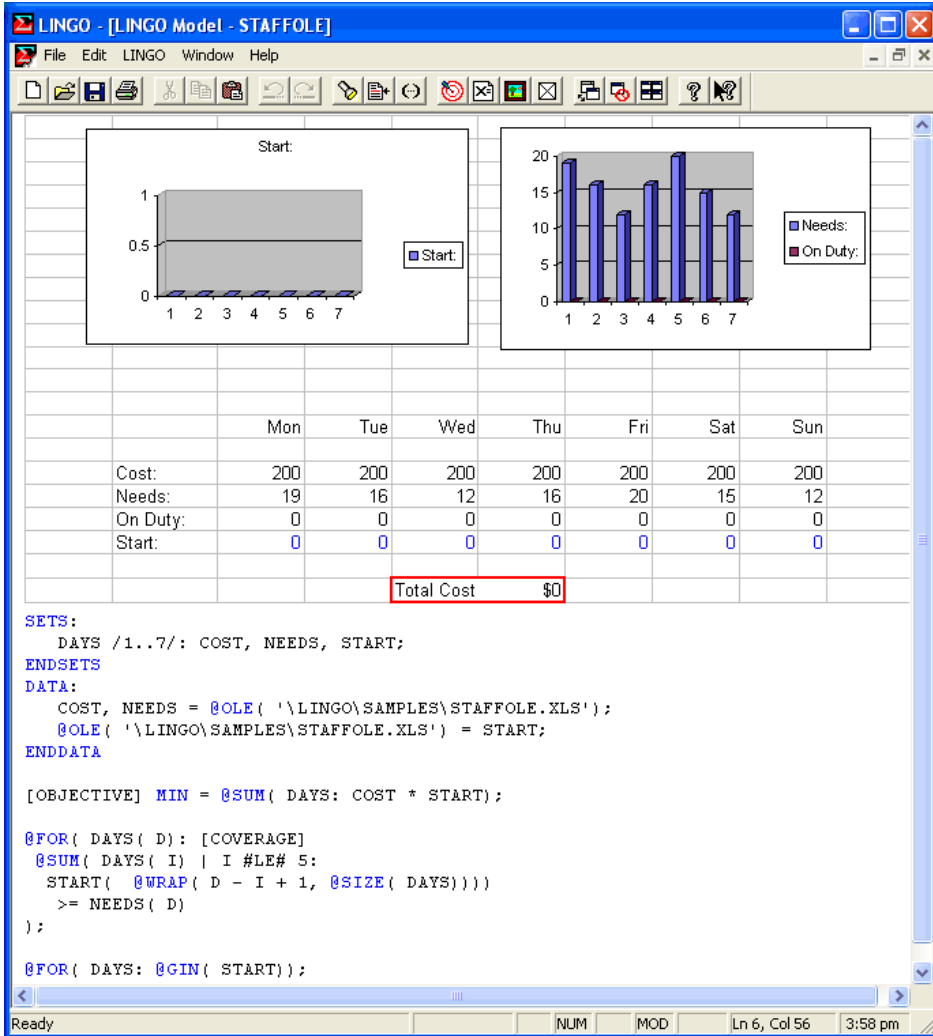 LINGO - [LINGO Model - STAFFOLE]
File Edit LINGO Window Help
Start:
1
0.5
0
1 2 3 4 5 6 7
Start:
20
15
10
5
0
1 2 3 4 5 6 7
Needs:
On Duty:
Mon Tue Wed Thu Fri Sat Sun
Cost: 200 200 200 200 200 200 200
Needs: 19 16 12 16 20 15 12
On Duty: 0 0 0 0 0 0 0
Start: 0 0 0 0 0 0 0
Total Cost $0
SETS:
DAYS /1..7/: COST, NEEDS, START;
ENDSETS
DATA:
COST, NEEDS = @OLE( '\LINGO\SAMPLES\STAFFOLE.XLS');
@OLE( '\LINGO\SAMPLES\STAFFOLE.XLS') = START;
ENDDATA
[OBJECTIVE] MIN = @SUM( DAYS: COST * START);
@FOR( DAYS( D): [COVERAGE]
@SUM( DAYS( I) | I #LE# 5:
START( @WRAP( D - I + 1, @SIZE( DAYS))))
>= NEEDS( D)
);
@FOR( DAYS: @GIN( START));
Ready NUM MOD Ln 6, Col 56 3:58 pm